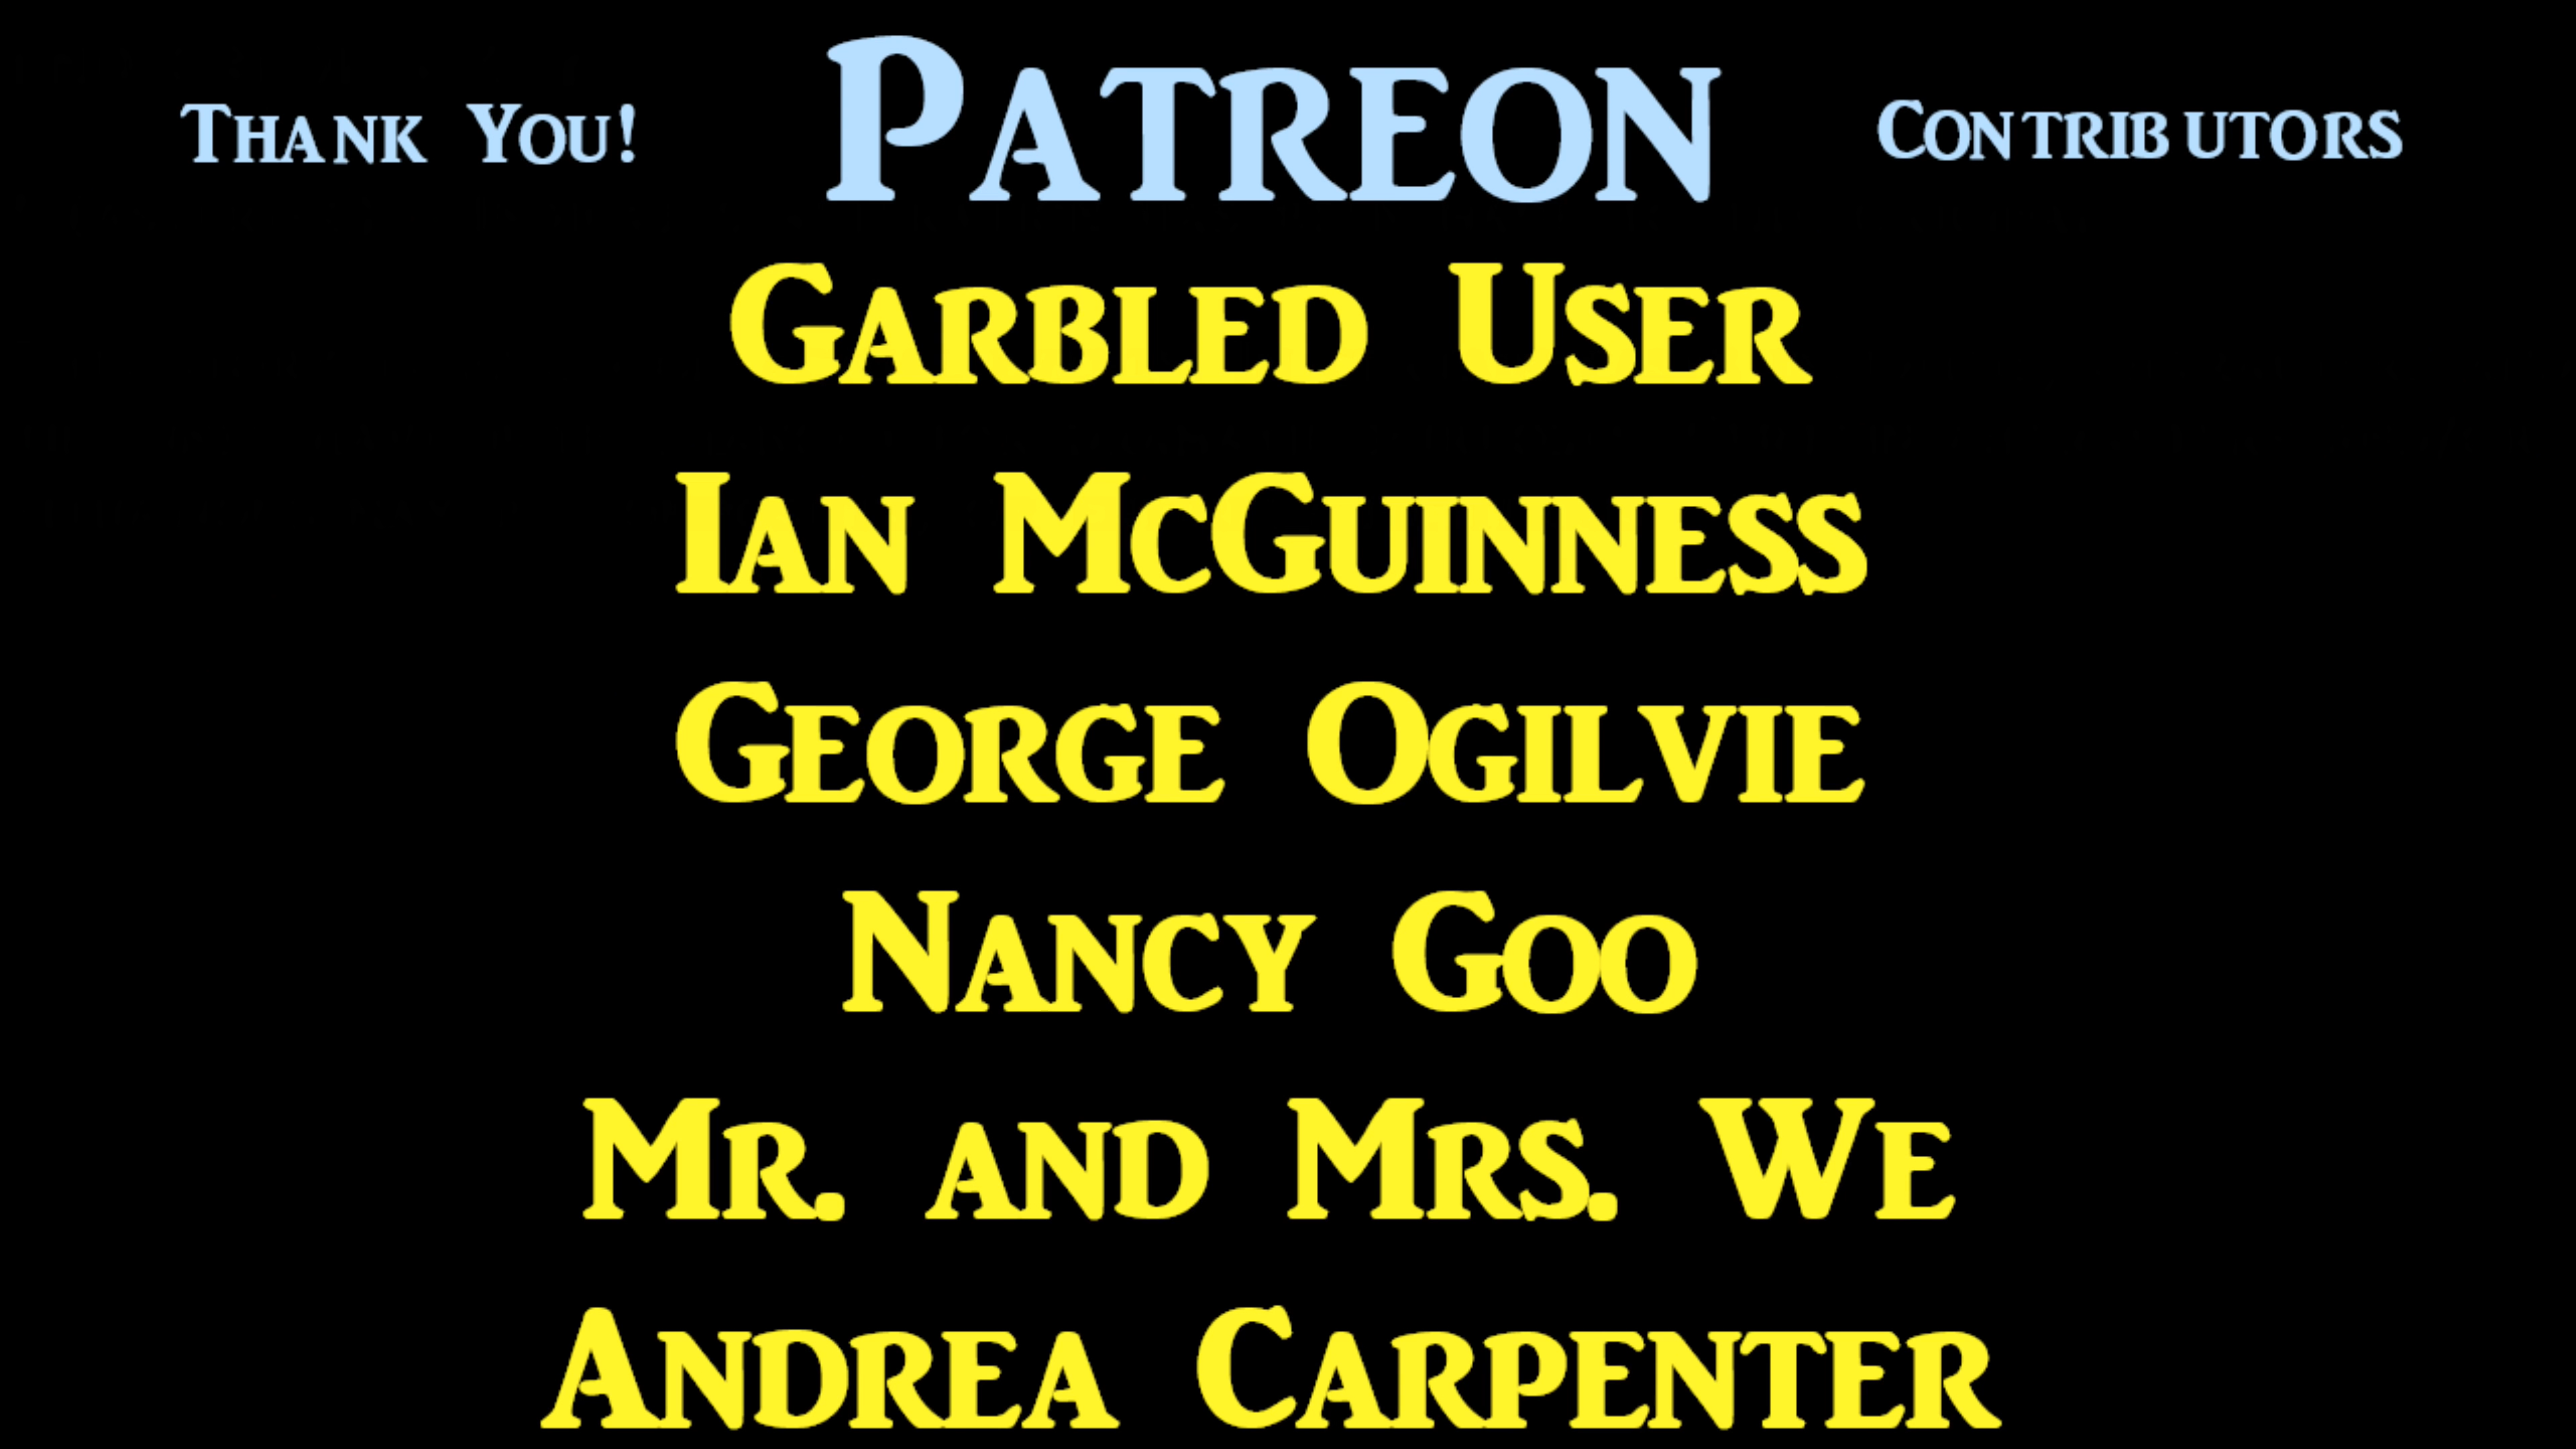 Thank You! Patreon Contributors
Garbled User
Ian McGuinness
George Ogilvie
Nancy Goo
Mr. and Mrs. We
Andrea Carpenter